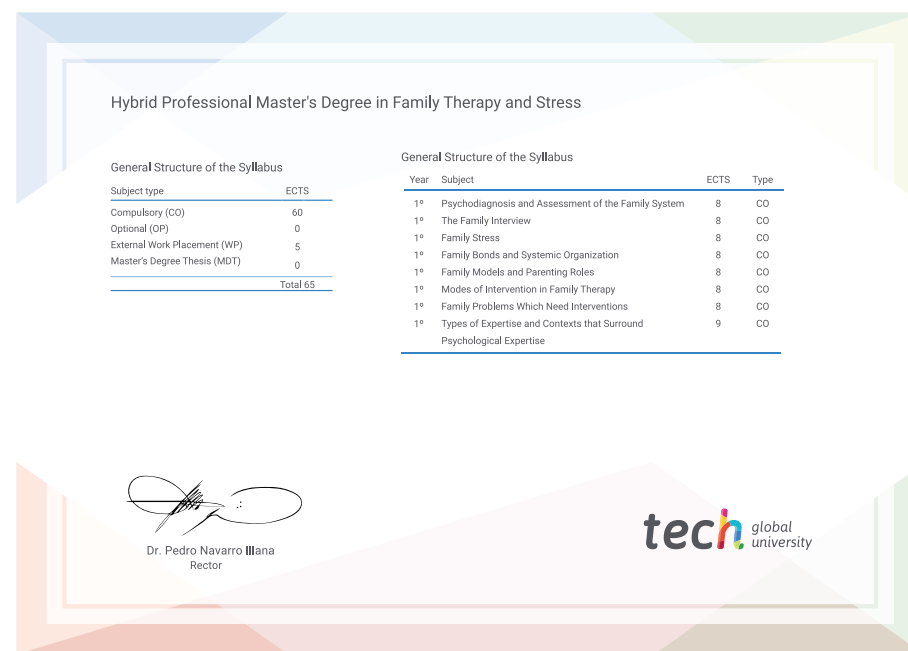 Hybrid Professional Master's Degree in Family Therapy and Stress
General Structure of the Syllabus
Subject type ECTS
Compulsory (CO) 60
Optional (OP) 0
External Work Placement (WP) 5
Master's Degree Thesis (MDT) 0
Total 65
General Structure of the Syllabus
Year Subject ECTS Type
1º Psychodiagnosis and Assessment of the Family System 8 CO
1º The Family Interview 8 CO
1º Family Stress 8 CO
1º Family Bonds and Systemic Organization 8 CO
1º Family Models and Parenting Roles 8 CO
1º Modes of Intervention in Family Therapy 8 CO
1º Family Problems Which Need Interventions 8 CO
1º Types of Expertise and Contexts that Surround 9 CO
Psychological Expertise
Dr. Pedro Navarro Illana
Rector
tech global
university